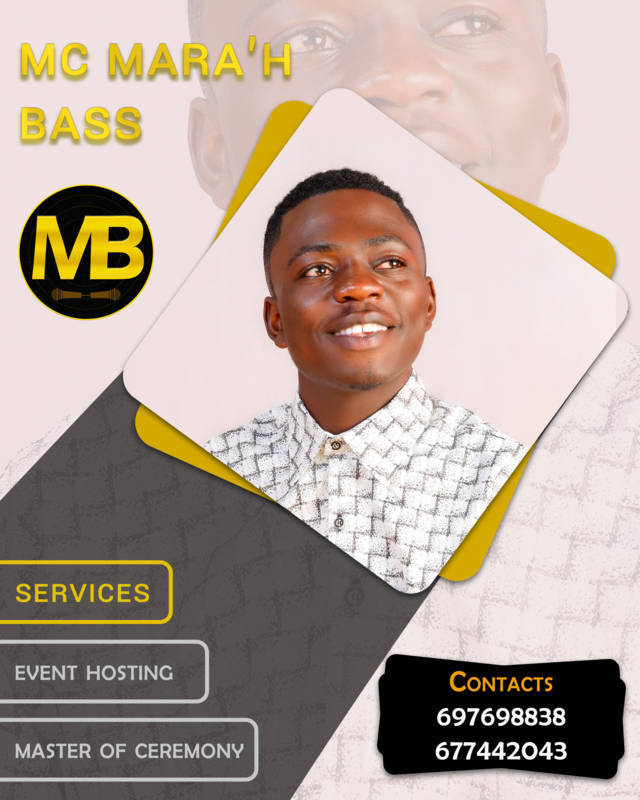 MC MARA'H
BASS
MB
SERVICES
EVENT HOSTING
MASTER OF CEREMONY
CONTACTS
697698838
677442043